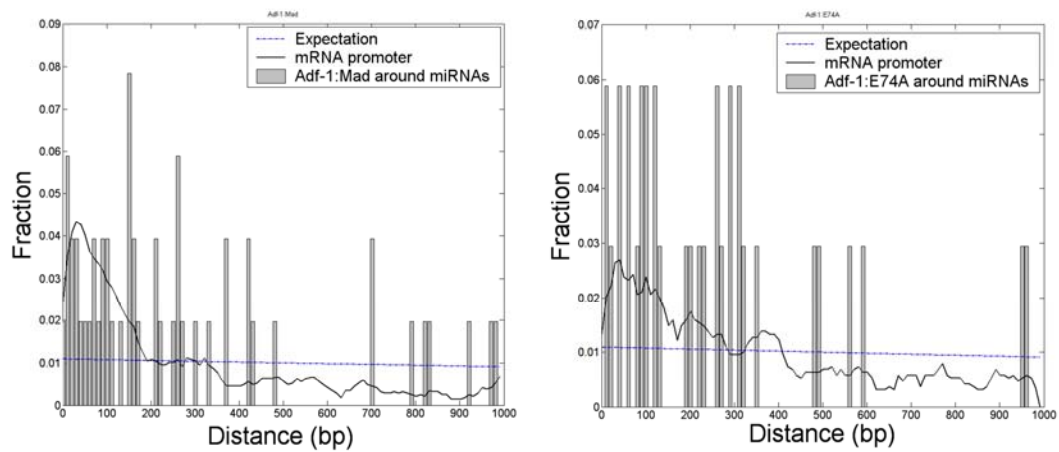 Adf-1:Mad
0.09
0.08
0.07
0.06
0.05
0.04
0.03
0.02
0.01
0
Fraction
Expectation
mRNA promoter
Adf-1:Mad around miRNAs
0 100 200 300 400 500 600 700 800 900 1000
Distance (bp)
Adf-1:E74A
0.07
0.06
0.05
0.04
0.03
0.02
0.01
0
Fraction
Expectation
mRNA promoter
Adf-1:E74A around miRNAs
0 100 200 300 400 500 600 700 800 900 1000
Distance (bp)